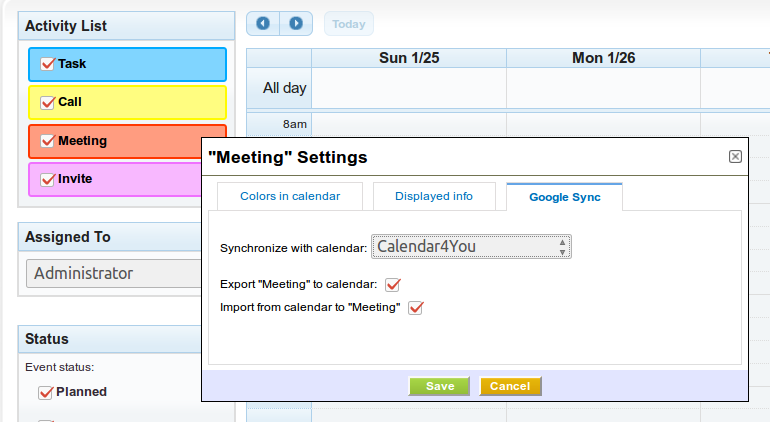 Activity List
Task
Call
Meeting
Invite
Assigned To
Administrator
Status
Event status:
Planned
Today
Sun 1/25
Mon 1/26
All day
8am
"Meeting" Settings
Colors in calendar
Displayed info
Google Sync
Synchronize with calendar:
Calendar4You
Export "Meeting" to calendar:
Import from calendar to "Meeting"
Save
Cancel